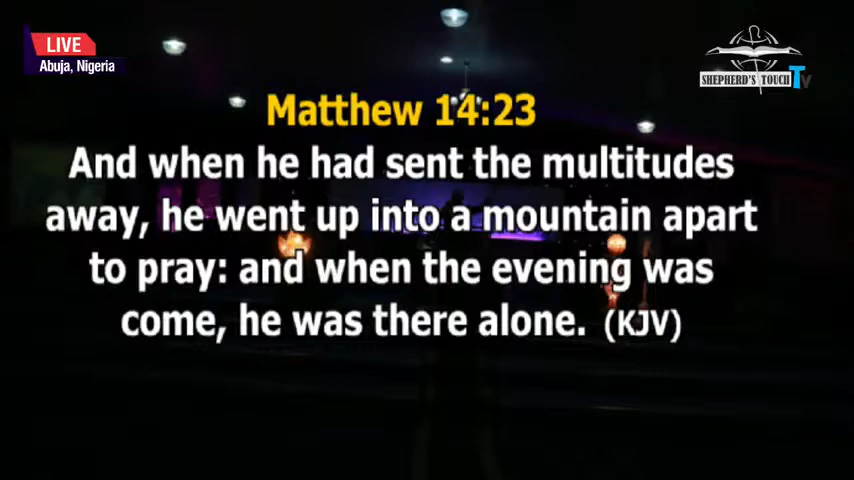 LIVE
Abuja, Nigeria
SHEPHERD'S TOUCH TV
Matthew 14:23
And when he had sent the multitudes
away, he went up into a mountain apart
to pray: and when the evening was
come, he was there alone. (KJV)